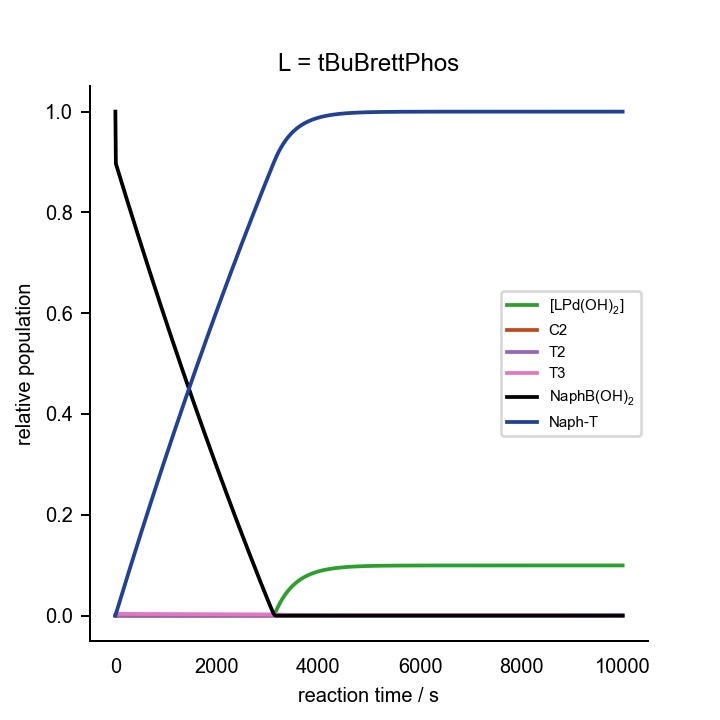 L = tBuBrettPhos
relative population
1.0
0.8
0.6
0.4
0.2
0.0
[LPd(OH)₂]
C2
T2
T3
NaphB(OH)₂
Naph-T
0 2000 4000 6000 8000 10000
reaction time / s